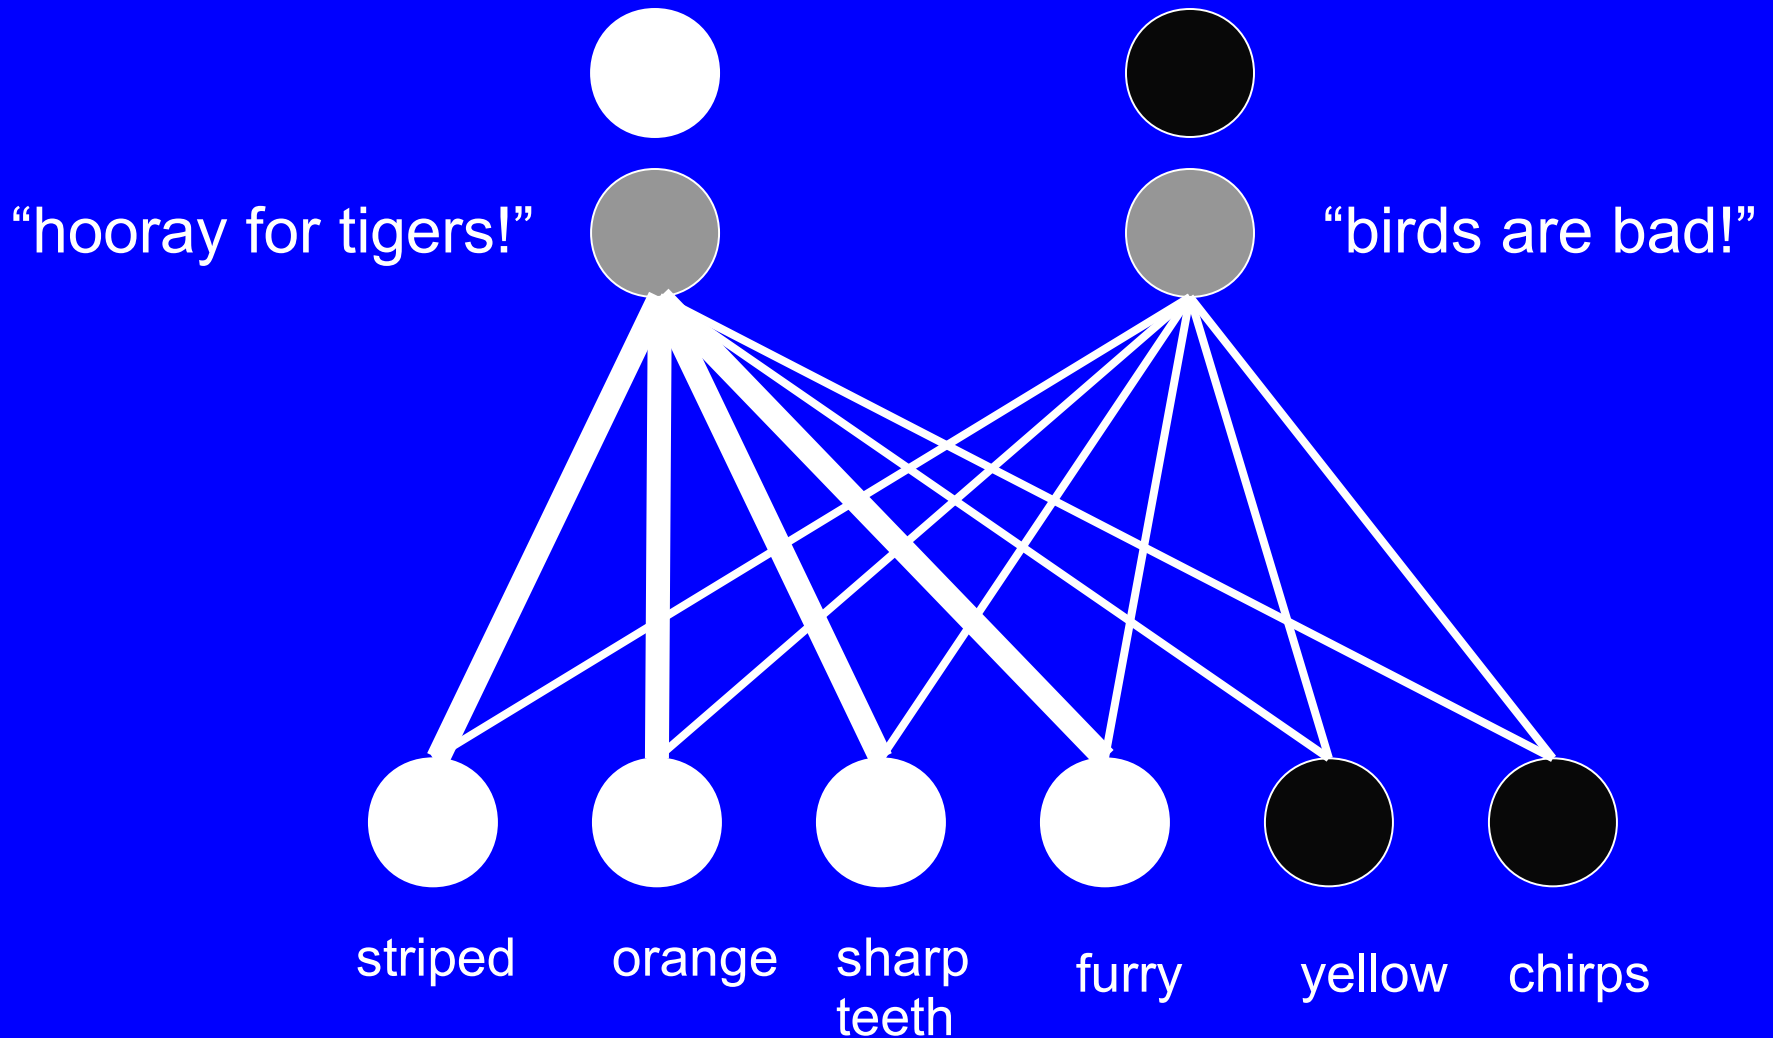 “hooray for tigers!”
“birds are bad!”
striped
orange
sharp
teeth
furry
yellow
chirps